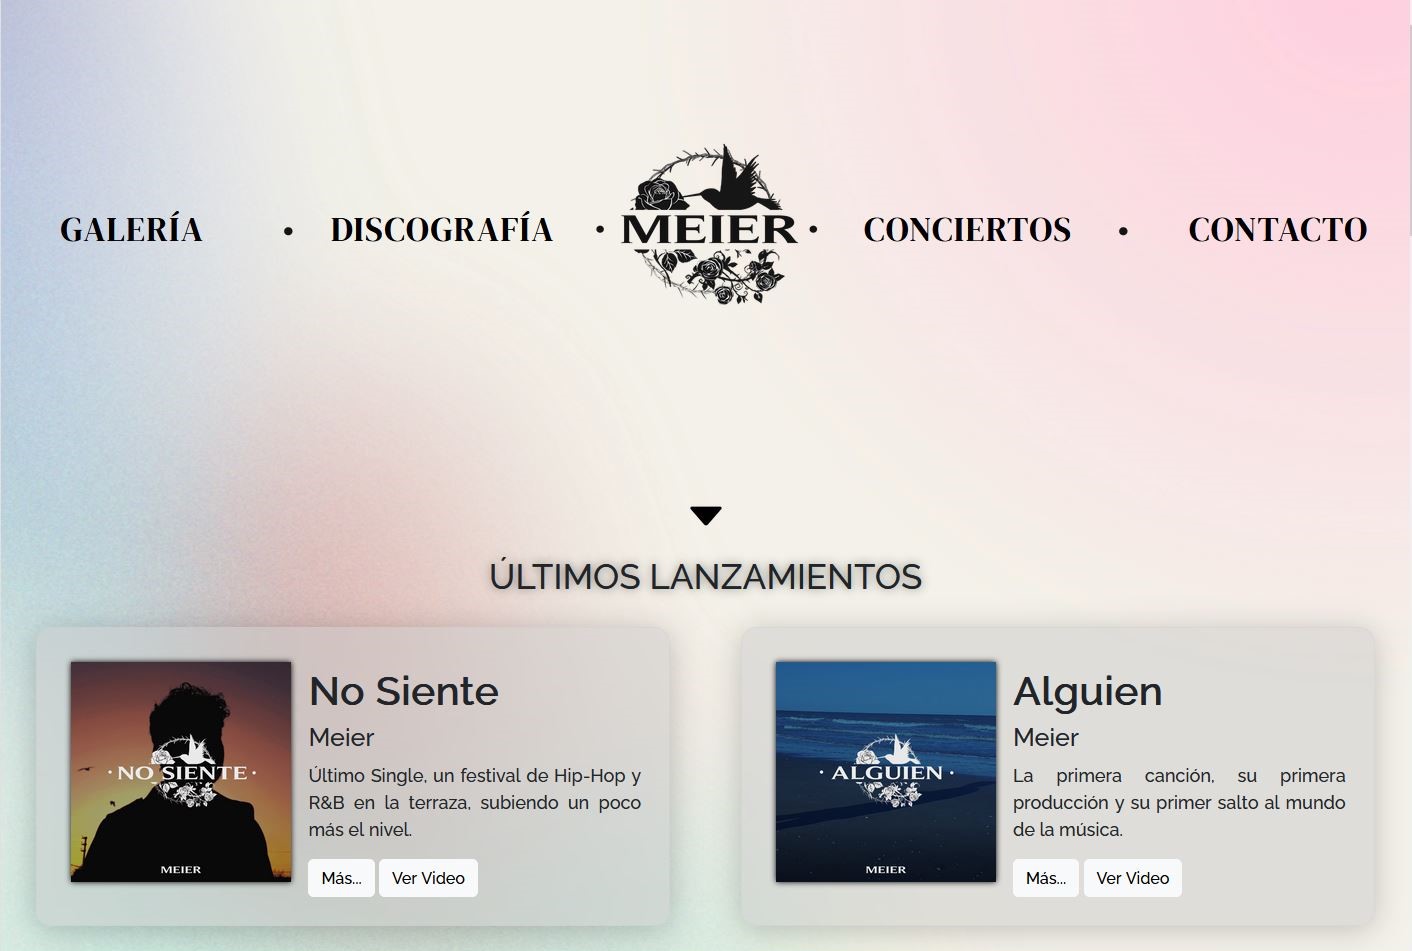 GALERÍA • DISCOGRAFÍA • MEIER • CONCIERTOS • CONTACTO
ÚLTIMOS LANZAMIENTOS
· NO SIENTE ·
MEIER
No Siente
Meier
Último Single, un festival de Hip-Hop y
R&B en la terraza, subiendo un poco
más el nivel.
Más...
Ver Video
· ALGUIEN ·
MEIER
Alguien
Meier
La primera canción, su primera
producción y su primer salto al mundo
de la música.
Más...
Ver Video